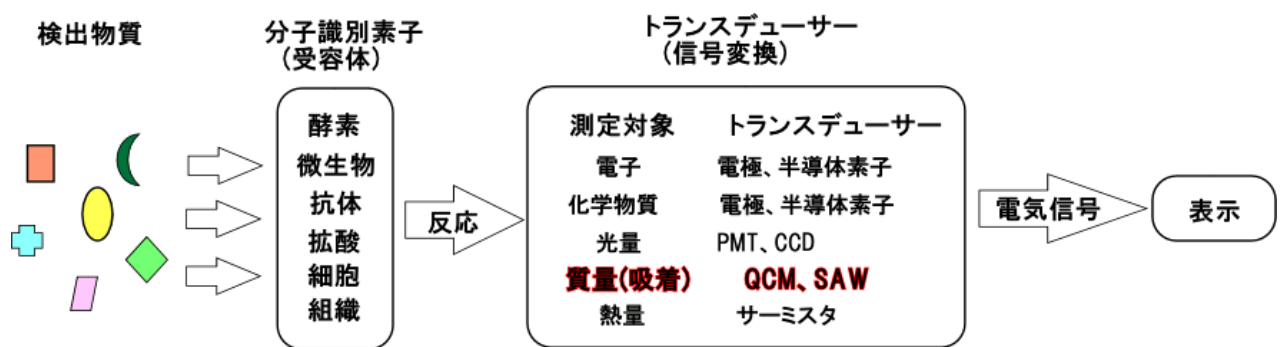 検出物質
分子識別素子
(受容体)
トランスデューサー
(信号変換)
酵素
微生物
抗体
拡酸
細胞
組織
反応
測定対象 トランスデューサー
電子 電極、半導体素子
化学物質 電極、半導体素子
光量 PMT、CCD
質量(吸着) QCM、SAW
熱量 サーミスタ
電気信号
表示